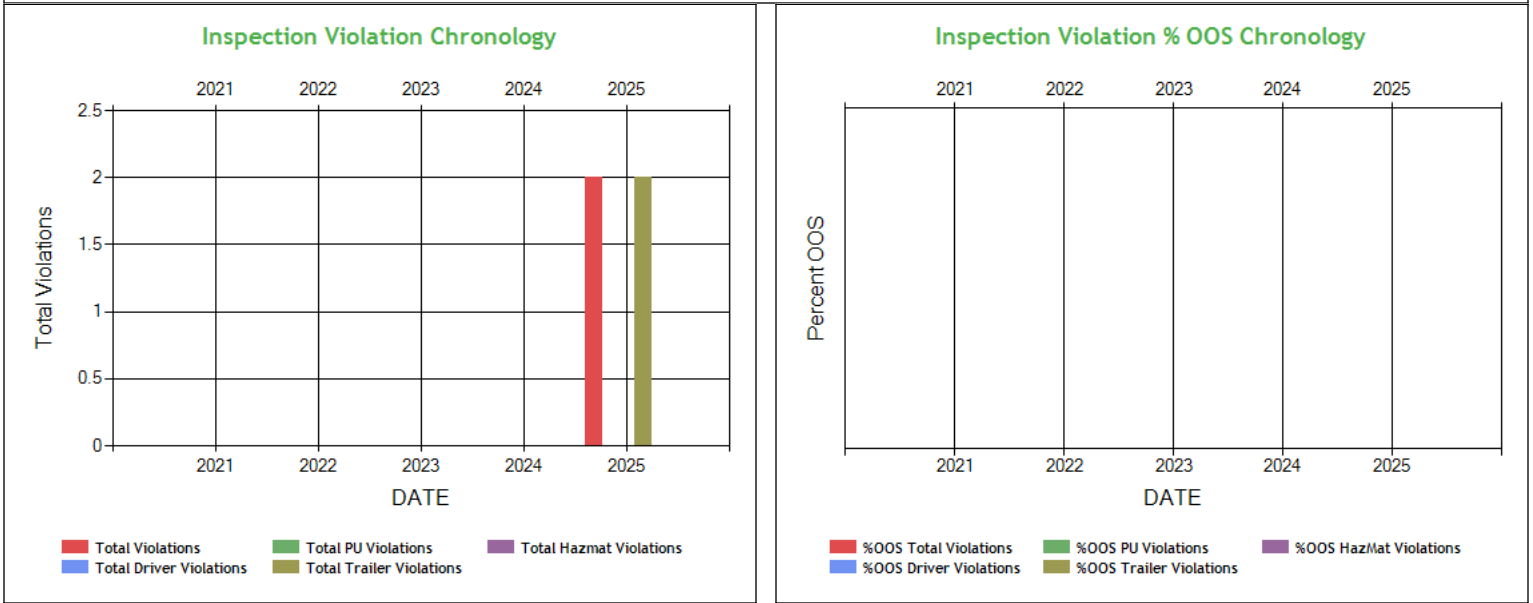 Inspection Violation Chronology
2021 2022 2023 2024 2025
2.5
2
1.5
1
0.5
0
Total Violations
2021 2022 2023 2024 2025
DATE
Total Violations Total PU Violations Total Hazmat Violations
Total Driver Violations Total Trailer Violations
Inspection Violation % OOS Chronology
2021 2022 2023 2024 2025
Percent OOS
2021 2022 2023 2024 2025
DATE
%OOS Total Violations %OOS PU Violations %OOS HazMat Violations
%OOS Driver Violations %OOS Trailer Violations